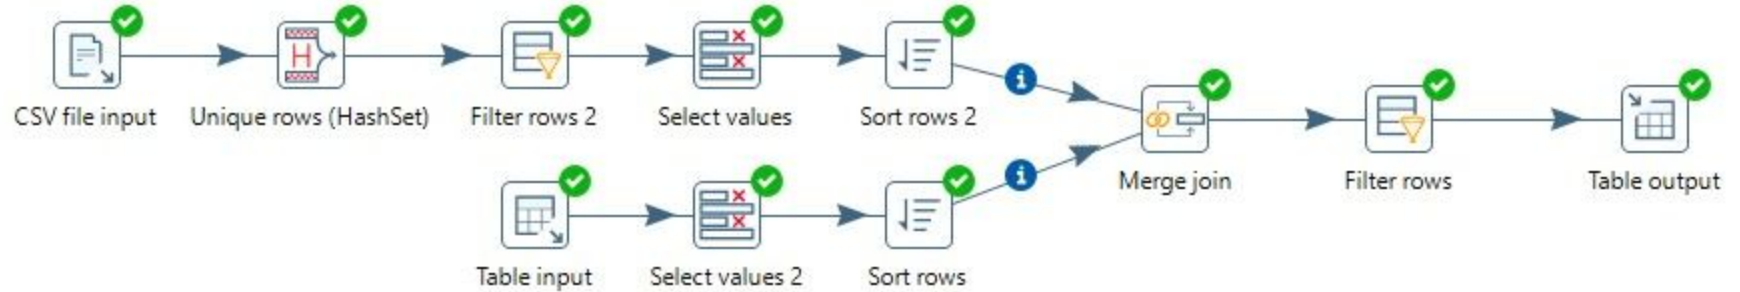 CSV file input
Unique rows (HashSet)
Filter rows 2
Select values
Sort rows 2
Merge join
Filter rows
Table output
Table input
Select values 2
Sort rows